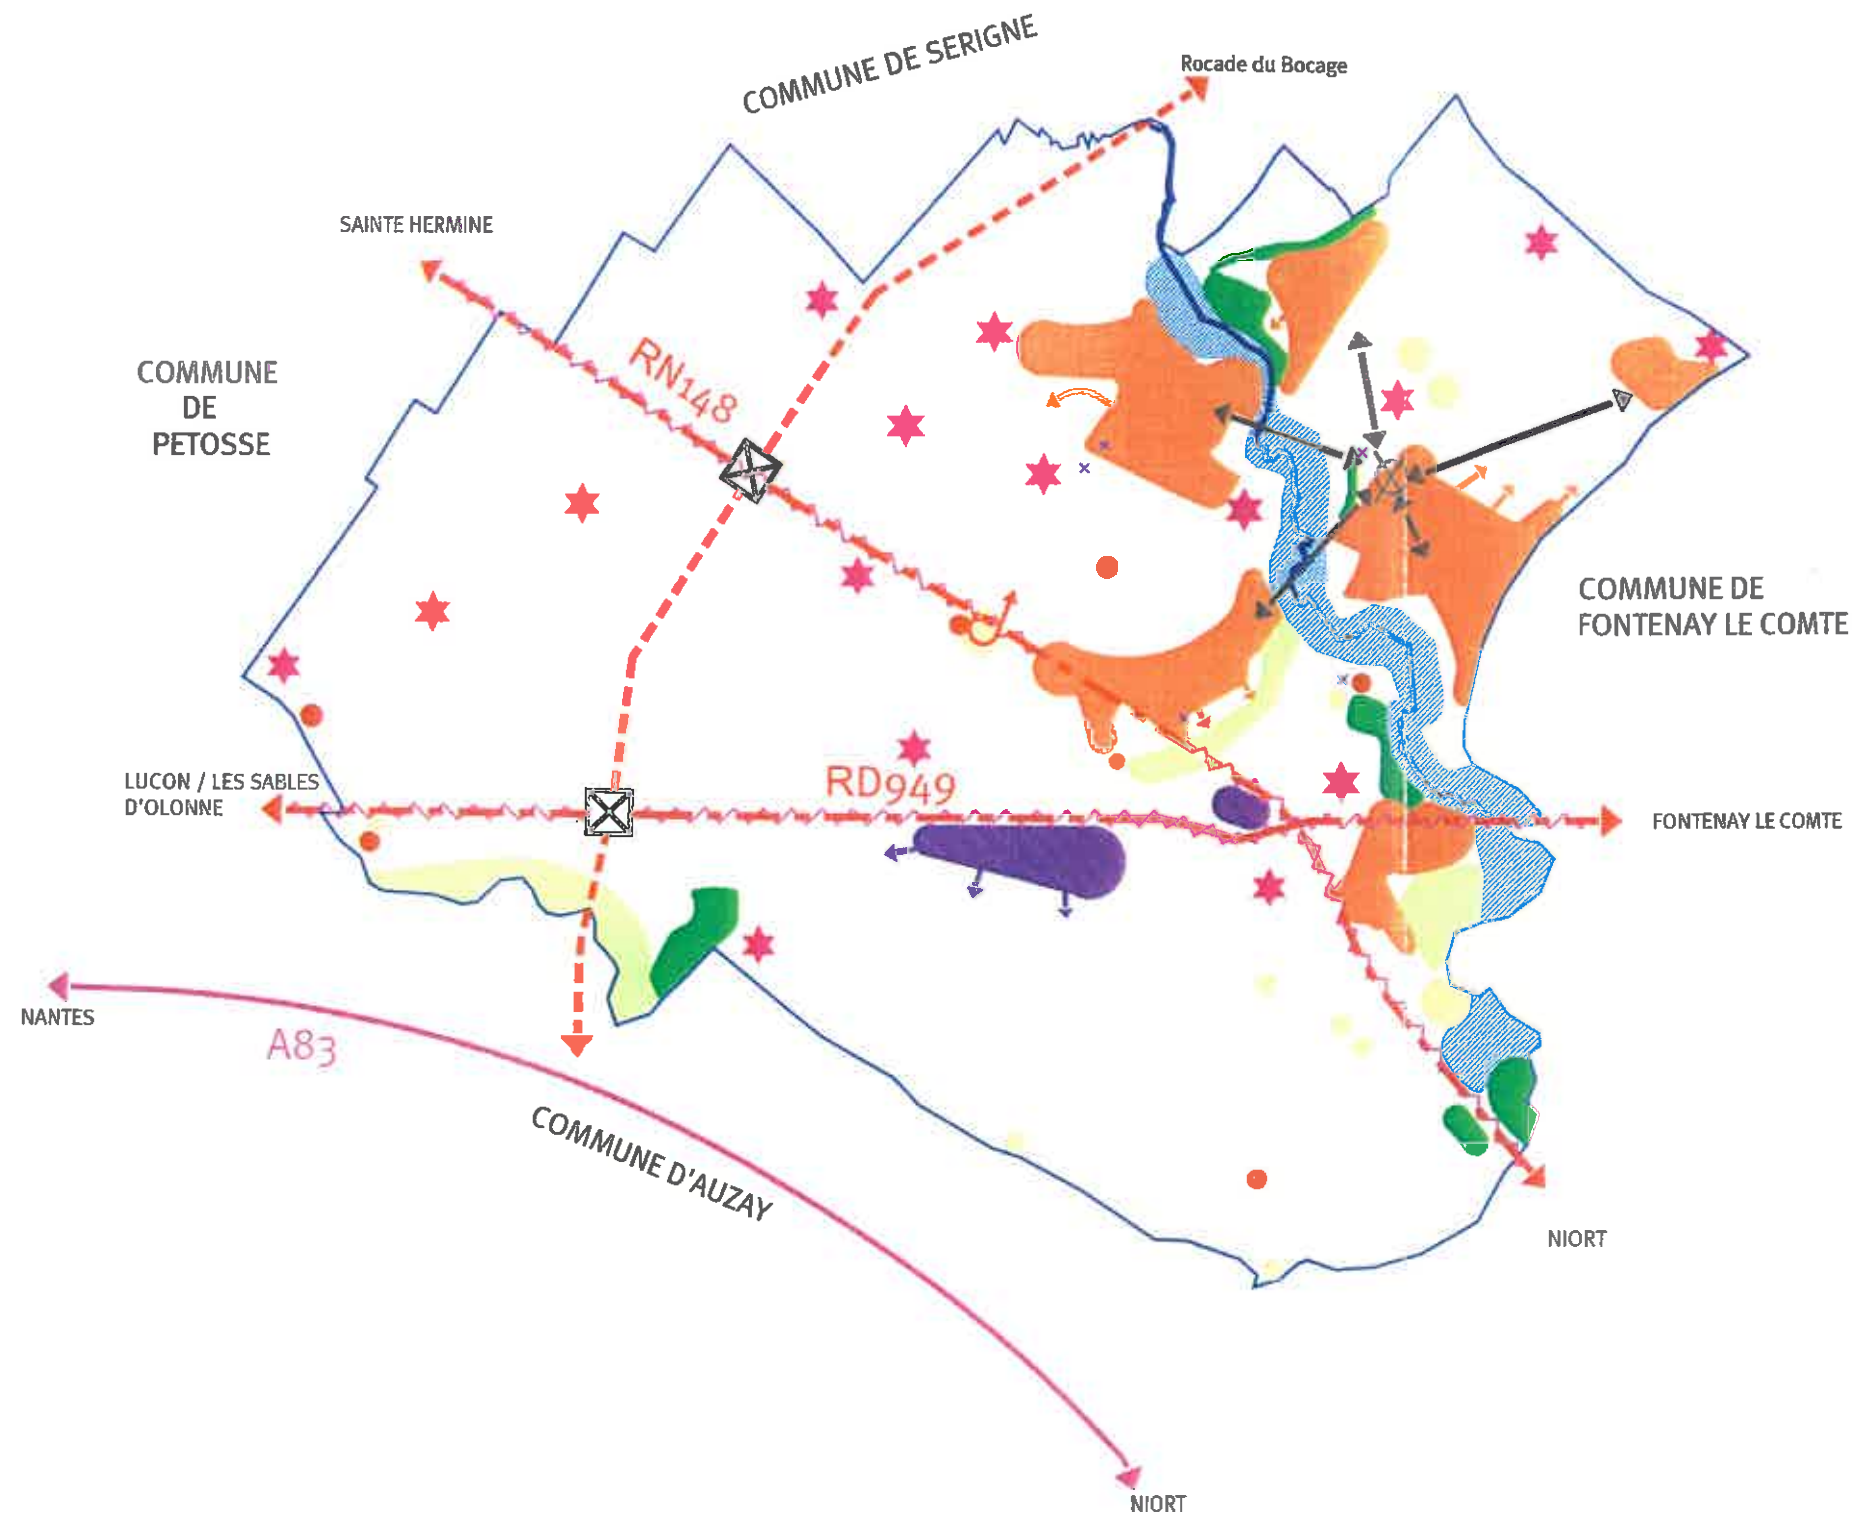 COMMUNE DE SERIGNE
Rocade du Bocage
SAINTE HERMINE
RN148
COMMUNE
DE
PETOSSE
COMMUNE DE
FONTENAY LE COMTE
LUCON / LES SABLES
D'OLONNE
RD949
FONTENAY LE COMTE
NANTES
A83
COMMUNE D'AUZAY
NIORT
NIORT